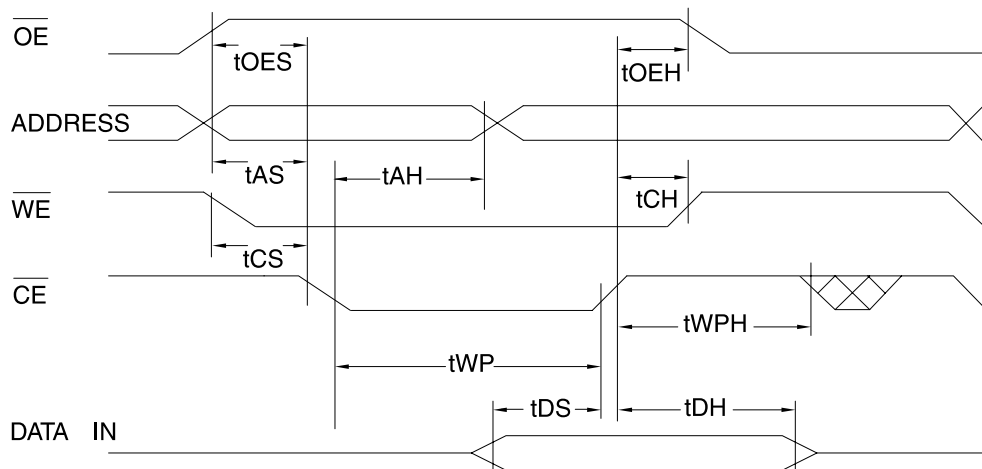 OE
tOES
tOEH
ADDRESS
tAS
tAH
WE
tCH
tCS
CE
tWPH
tWP
tDS
tDH
DATA IN